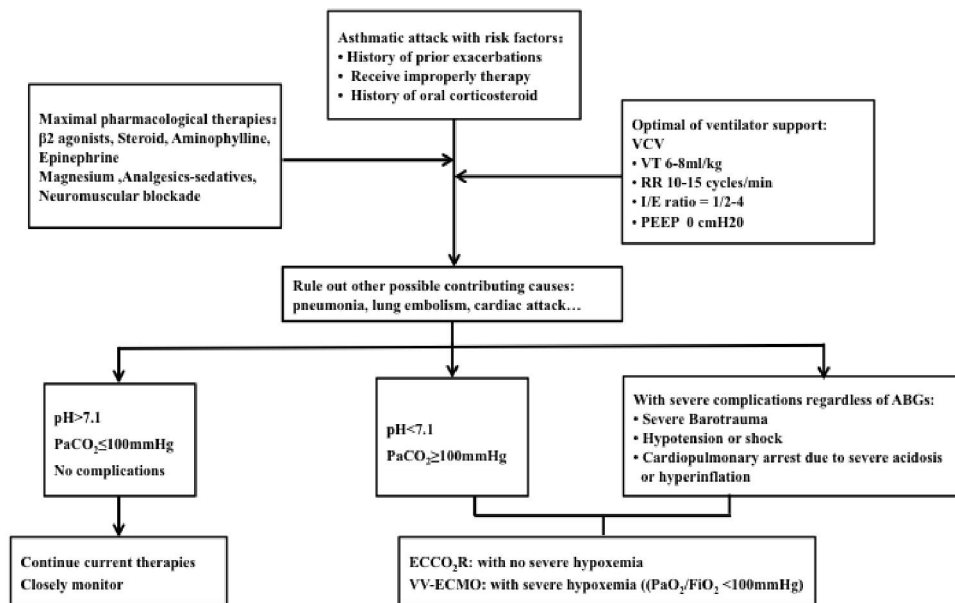 Asthmatic attack with risk factors:
• History of prior exacerbations
• Receive improperly therapy
• History of oral corticosteroid
Maximal pharmacological therapies:
β2 agonists, Steroid, Aminophylline,
Epinephrine
Magnesium ,Analgesics-sedatives,
Neuromuscular blockade
Optimal of ventilator support:
VCV
• VT 6-8ml/kg
• RR 10-15 cycles/min
• I/E ratio = 1/2-4
• PEEP 0 cmH20
Rule out other possible contributing causes:
pneumonia, lung embolism, cardiac attack…
pH>7.1
PaCO₂≤100mmHg
No complications
pH<7.1
PaCO₂≥100mmHg
With severe complications regardless of ABGs:
• Severe Barotrauma
• Hypotension or shock
• Cardiopulmonary arrest due to severe acidosis
or hyperinflation
Continue current therapies
Closely monitor
ECCO₂R: with no severe hypoxemia
VV-ECMO: with severe hypoxemia ((PaO₂/FiO₂ <100mmHg)